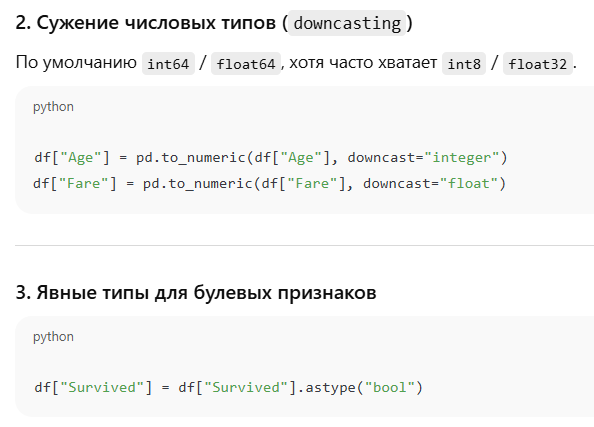 2. Сужение числовых типов (downcasting)
По умолчанию int64 / float64, хотя часто хватает int8 / float32.
python
df["Age"] = pd.to_numeric(df["Age"], downcast="integer")
df["Fare"] = pd.to_numeric(df["Fare"], downcast="float")
3. Явные типы для булевых признаков
python
df["Survived"] = df["Survived"].astype("bool")